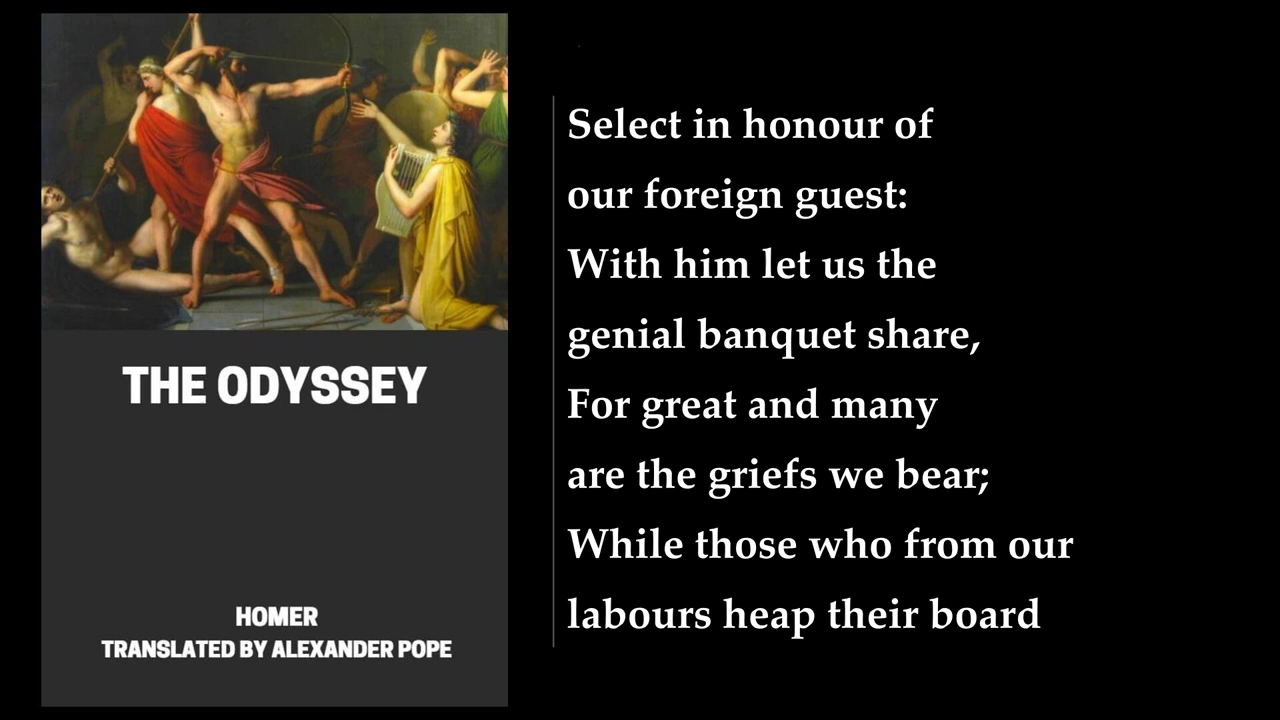 THE ODYSSEY
HOMER
TRANSLATED BY ALEXANDER POPE
Select in honour of
our foreign guest:
With him let us the
genial banquet share,
For great and many
are the griefs we bear;
While those who from our
labours heap their board